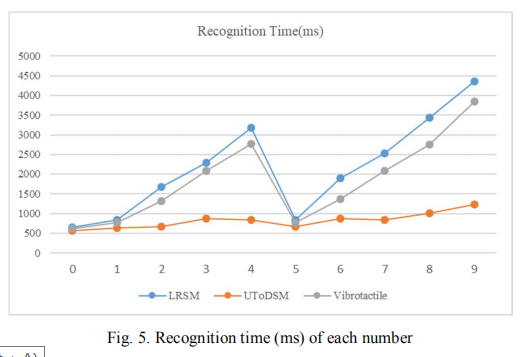 Recognition Time(ms)
5000
4500
4000
3500
3000
2500
2000
1500
1000
500
0
0 1 2 3 4 5 6 7 8 9
LRSM UToDSM Vibrotactile
Fig. 5. Recognition time (ms) of each number